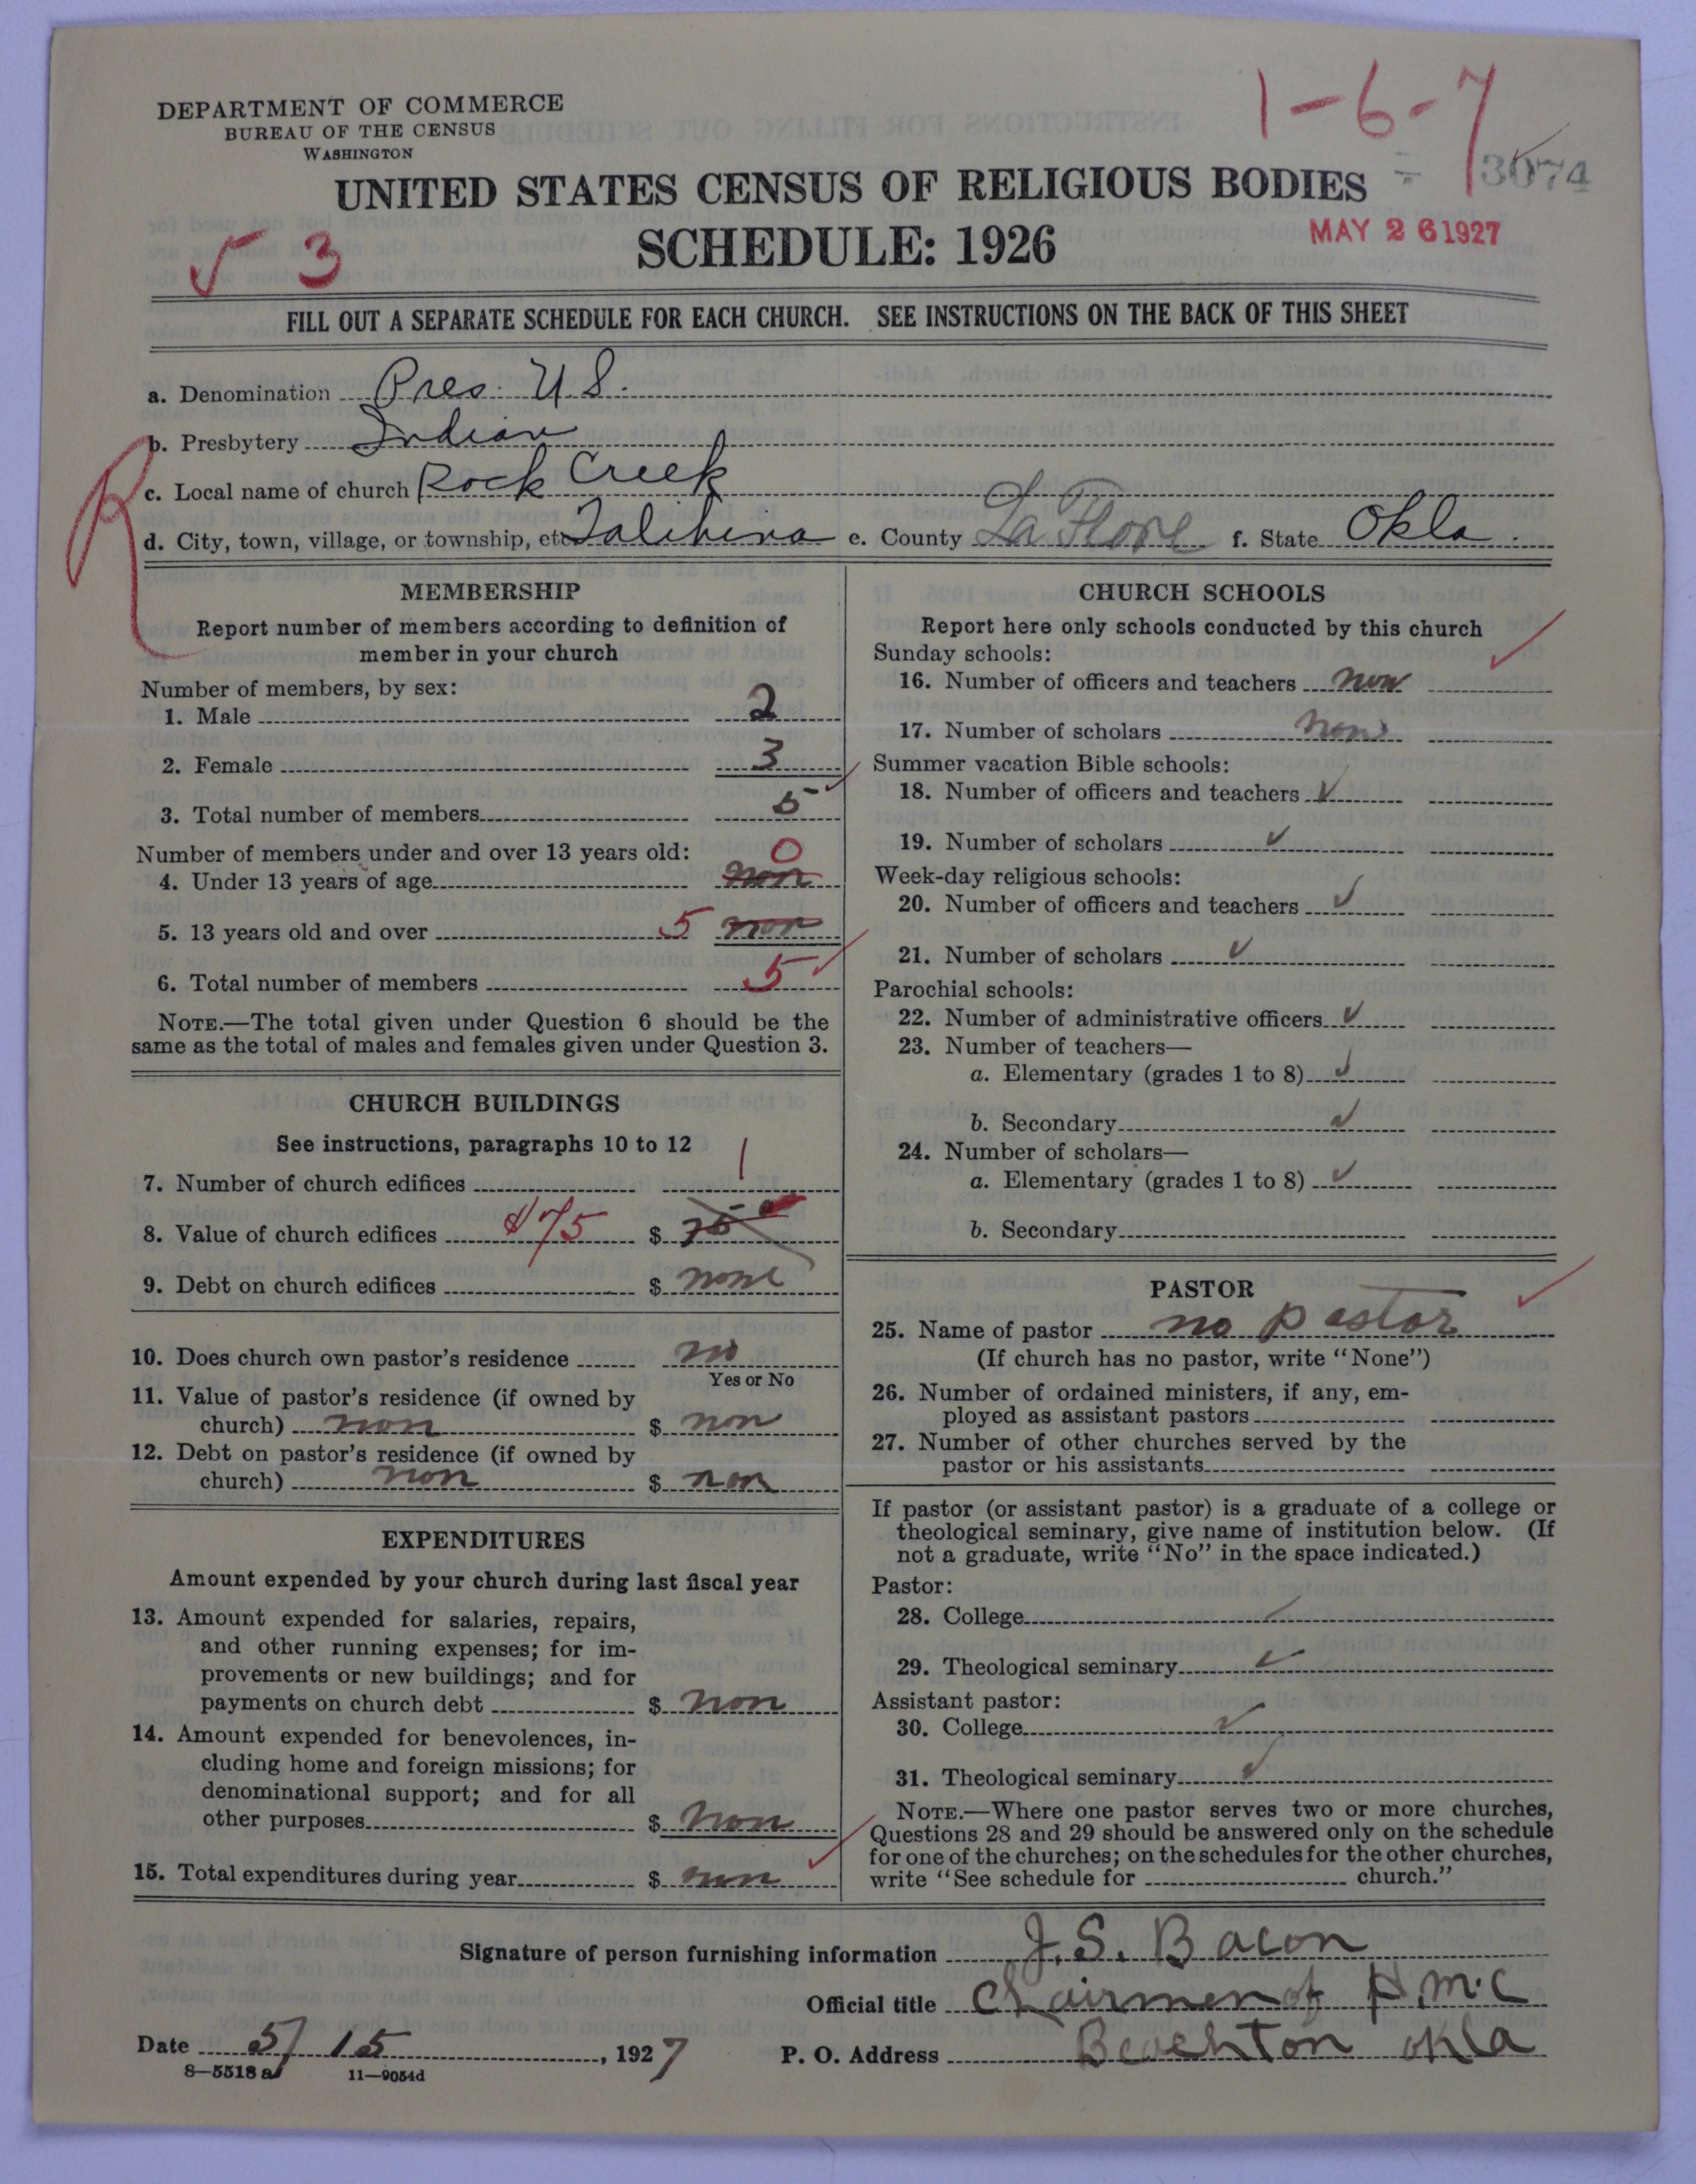 DEPARTMENT OF COMMERCE
BUREAU OF THE CENSUS
WASHINGTON
1-6-7
3074
UNITED STATES CENSUS OF RELIGIOUS BODIES
SCHEDULE: 1926
MAY 26 1927
√ 3
FILL OUT A SEPARATE SCHEDULE FOR EACH CHURCH. SEE INSTRUCTIONS ON THE BACK OF THIS SHEET
a. Denomination Pres. U.S.
b. Presbytery Indian
R
c. Local name of church Rock Creek
d. City, town, village, or township, etc. Talihina e. County La Flore f. State Okla.
MEMBERSHIP
Report number of members according to definition of
member in your church
Number of members, by sex:
1. Male 2
2. Female 3
3. Total number of members 5
Number of members under and over 13 years old: 0
4. Under 13 years of age non
5. 13 years old and over 5 non
6. Total number of members 5
NOTE.—The total given under Question 6 should be the
same as the total of males and females given under Question 3.
CHURCH BUILDINGS
See instructions, paragraphs 10 to 12
7. Number of church edifices 1
8. Value of church edifices $75 $ 75
9. Debt on church edifices $ none
10. Does church own pastor's residence no
Yes or No
11. Value of pastor's residence (if owned by
church) non $ non
12. Debt on pastor's residence (if owned by
church) non $ non
EXPENDITURES
Amount expended by your church during last fiscal year
13. Amount expended for salaries, repairs,
and other running expenses; for im-
provements or new buildings; and for
payments on church debt $ non
14. Amount expended for benevolences, in-
cluding home and foreign missions; for
denominational support; and for all
other purposes $ non
15. Total expenditures during year $ non
CHURCH SCHOOLS
Report here only schools conducted by this church
Sunday schools:
16. Number of officers and teachers non
17. Number of scholars non
Summer vacation Bible schools:
18. Number of officers and teachers ✓
19. Number of scholars ✓
Week-day religious schools:
20. Number of officers and teachers ✓
21. Number of scholars ✓
Parochial schools:
22. Number of administrative officers ✓
23. Number of teachers—
a. Elementary (grades 1 to 8) ✓
b. Secondary ✓
24. Number of scholars—
a. Elementary (grades 1 to 8) ✓
b. Secondary
PASTOR
25. Name of pastor no pastor
(If church has no pastor, write "None")
26. Number of ordained ministers, if any, em-
ployed as assistant pastors
27. Number of other churches served by the
pastor or his assistants
If pastor (or assistant pastor) is a graduate of a college or
theological seminary, give name of institution below. (If
not a graduate, write "No" in the space indicated.)
Pastor:
28. College ✓
29. Theological seminary ✓
Assistant pastor:
30. College ✓
31. Theological seminary ✓
NOTE.—Where one pastor serves two or more churches,
Questions 28 and 29 should be answered only on the schedule
for one of the churches; on the schedules for the other churches,
write "See schedule for church."
Signature of person furnishing information J. S. Bacon
Official title Chairmen of H.M.C
Date 5/15, 1927 P. O. Address Beachton Okla
8—5518 a 11—9054d